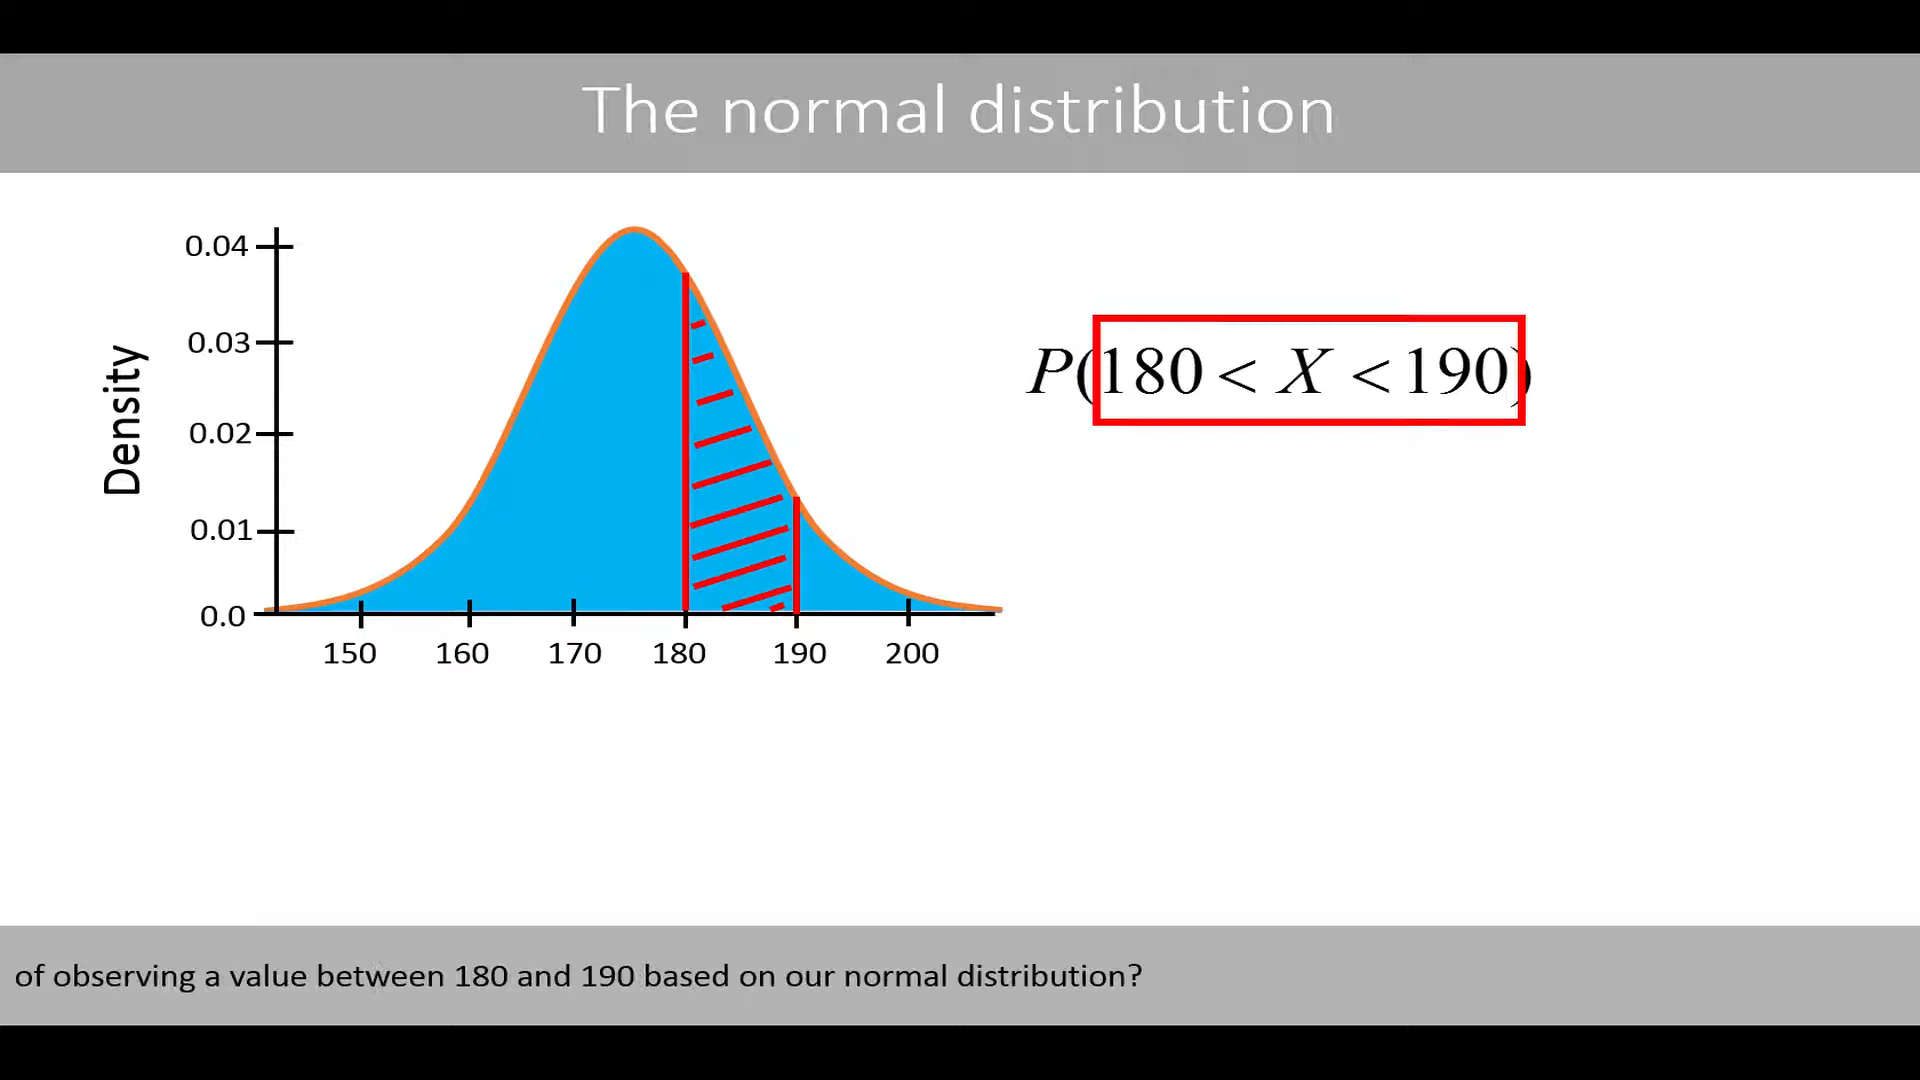 The normal distribution
0.04
0.03
0.02
0.01
0.0
Density
150 160 170 180 190 200
P(180 < X < 190)
of observing a value between 180 and 190 based on our normal distribution?